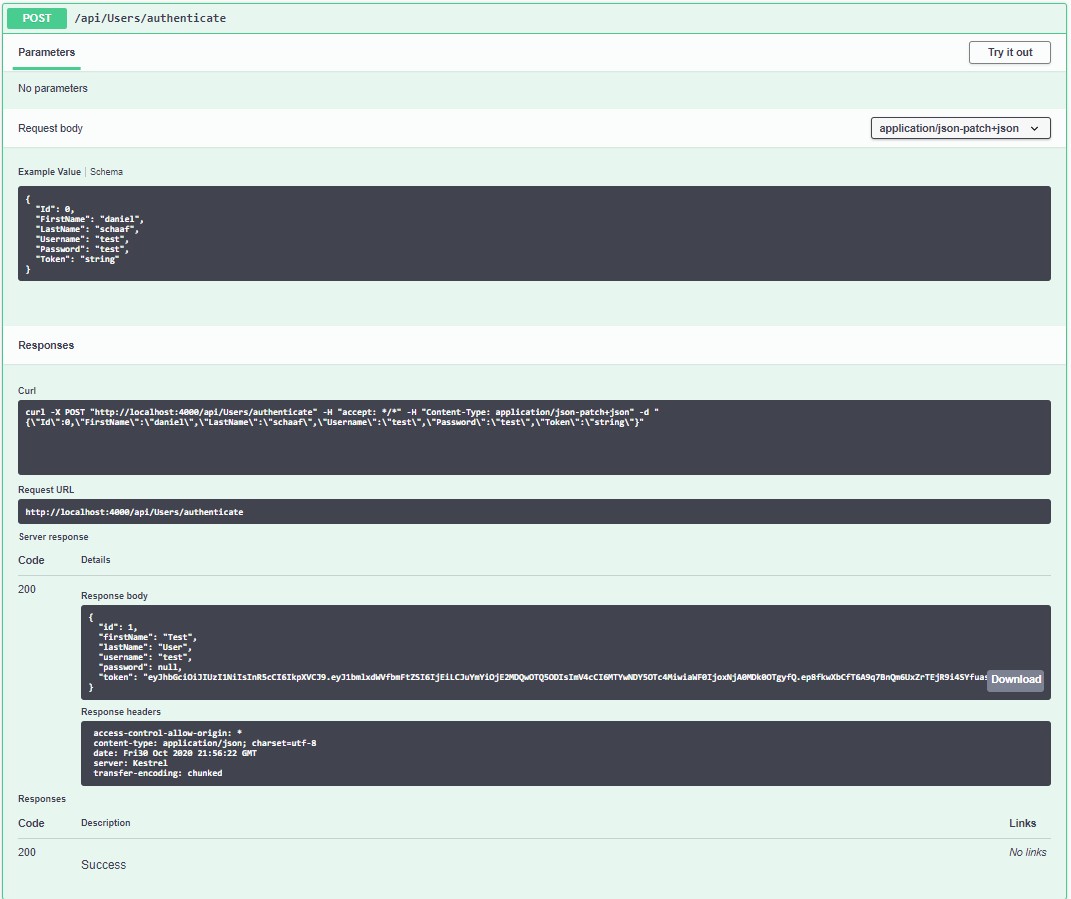 POST /api/Users/authenticate
Parameters
Try it out
No parameters
Request body
application/json-patch+json
Example Value | Schema
{
"Id": 0,
"FirstName": "daniel",
"LastName": "schaaf",
"Username": "test",
"Password": "test",
"Token": "string"
}
Responses
Curl
curl -X POST "http://localhost:4000/api/Users/authenticate" -H "accept: */*" -H "Content-Type: application/json-patch+json" -d "
{\"Id\":0,\"FirstName\":\"daniel\",\"LastName\":\"schaaf\",\"Username\":\"test\",\"Password\":\"test\",\"Token\":\"string\"}"
Request URL
http://localhost:4000/api/Users/authenticate
Server response
Code Details
200
Response body
{
"id": 1,
"firstName": "Test",
"lastName": "User",
"username": "test",
"password": null,
"token":
}
Download
Response headers
access-control-allow-origin: *
content-type: application/json; charset=utf-8
date: Fri30 Oct 2020 21:56:22 GMT
server: Kestrel
transfer-encoding: chunked
Responses
Code Description Links
200 No links
Success